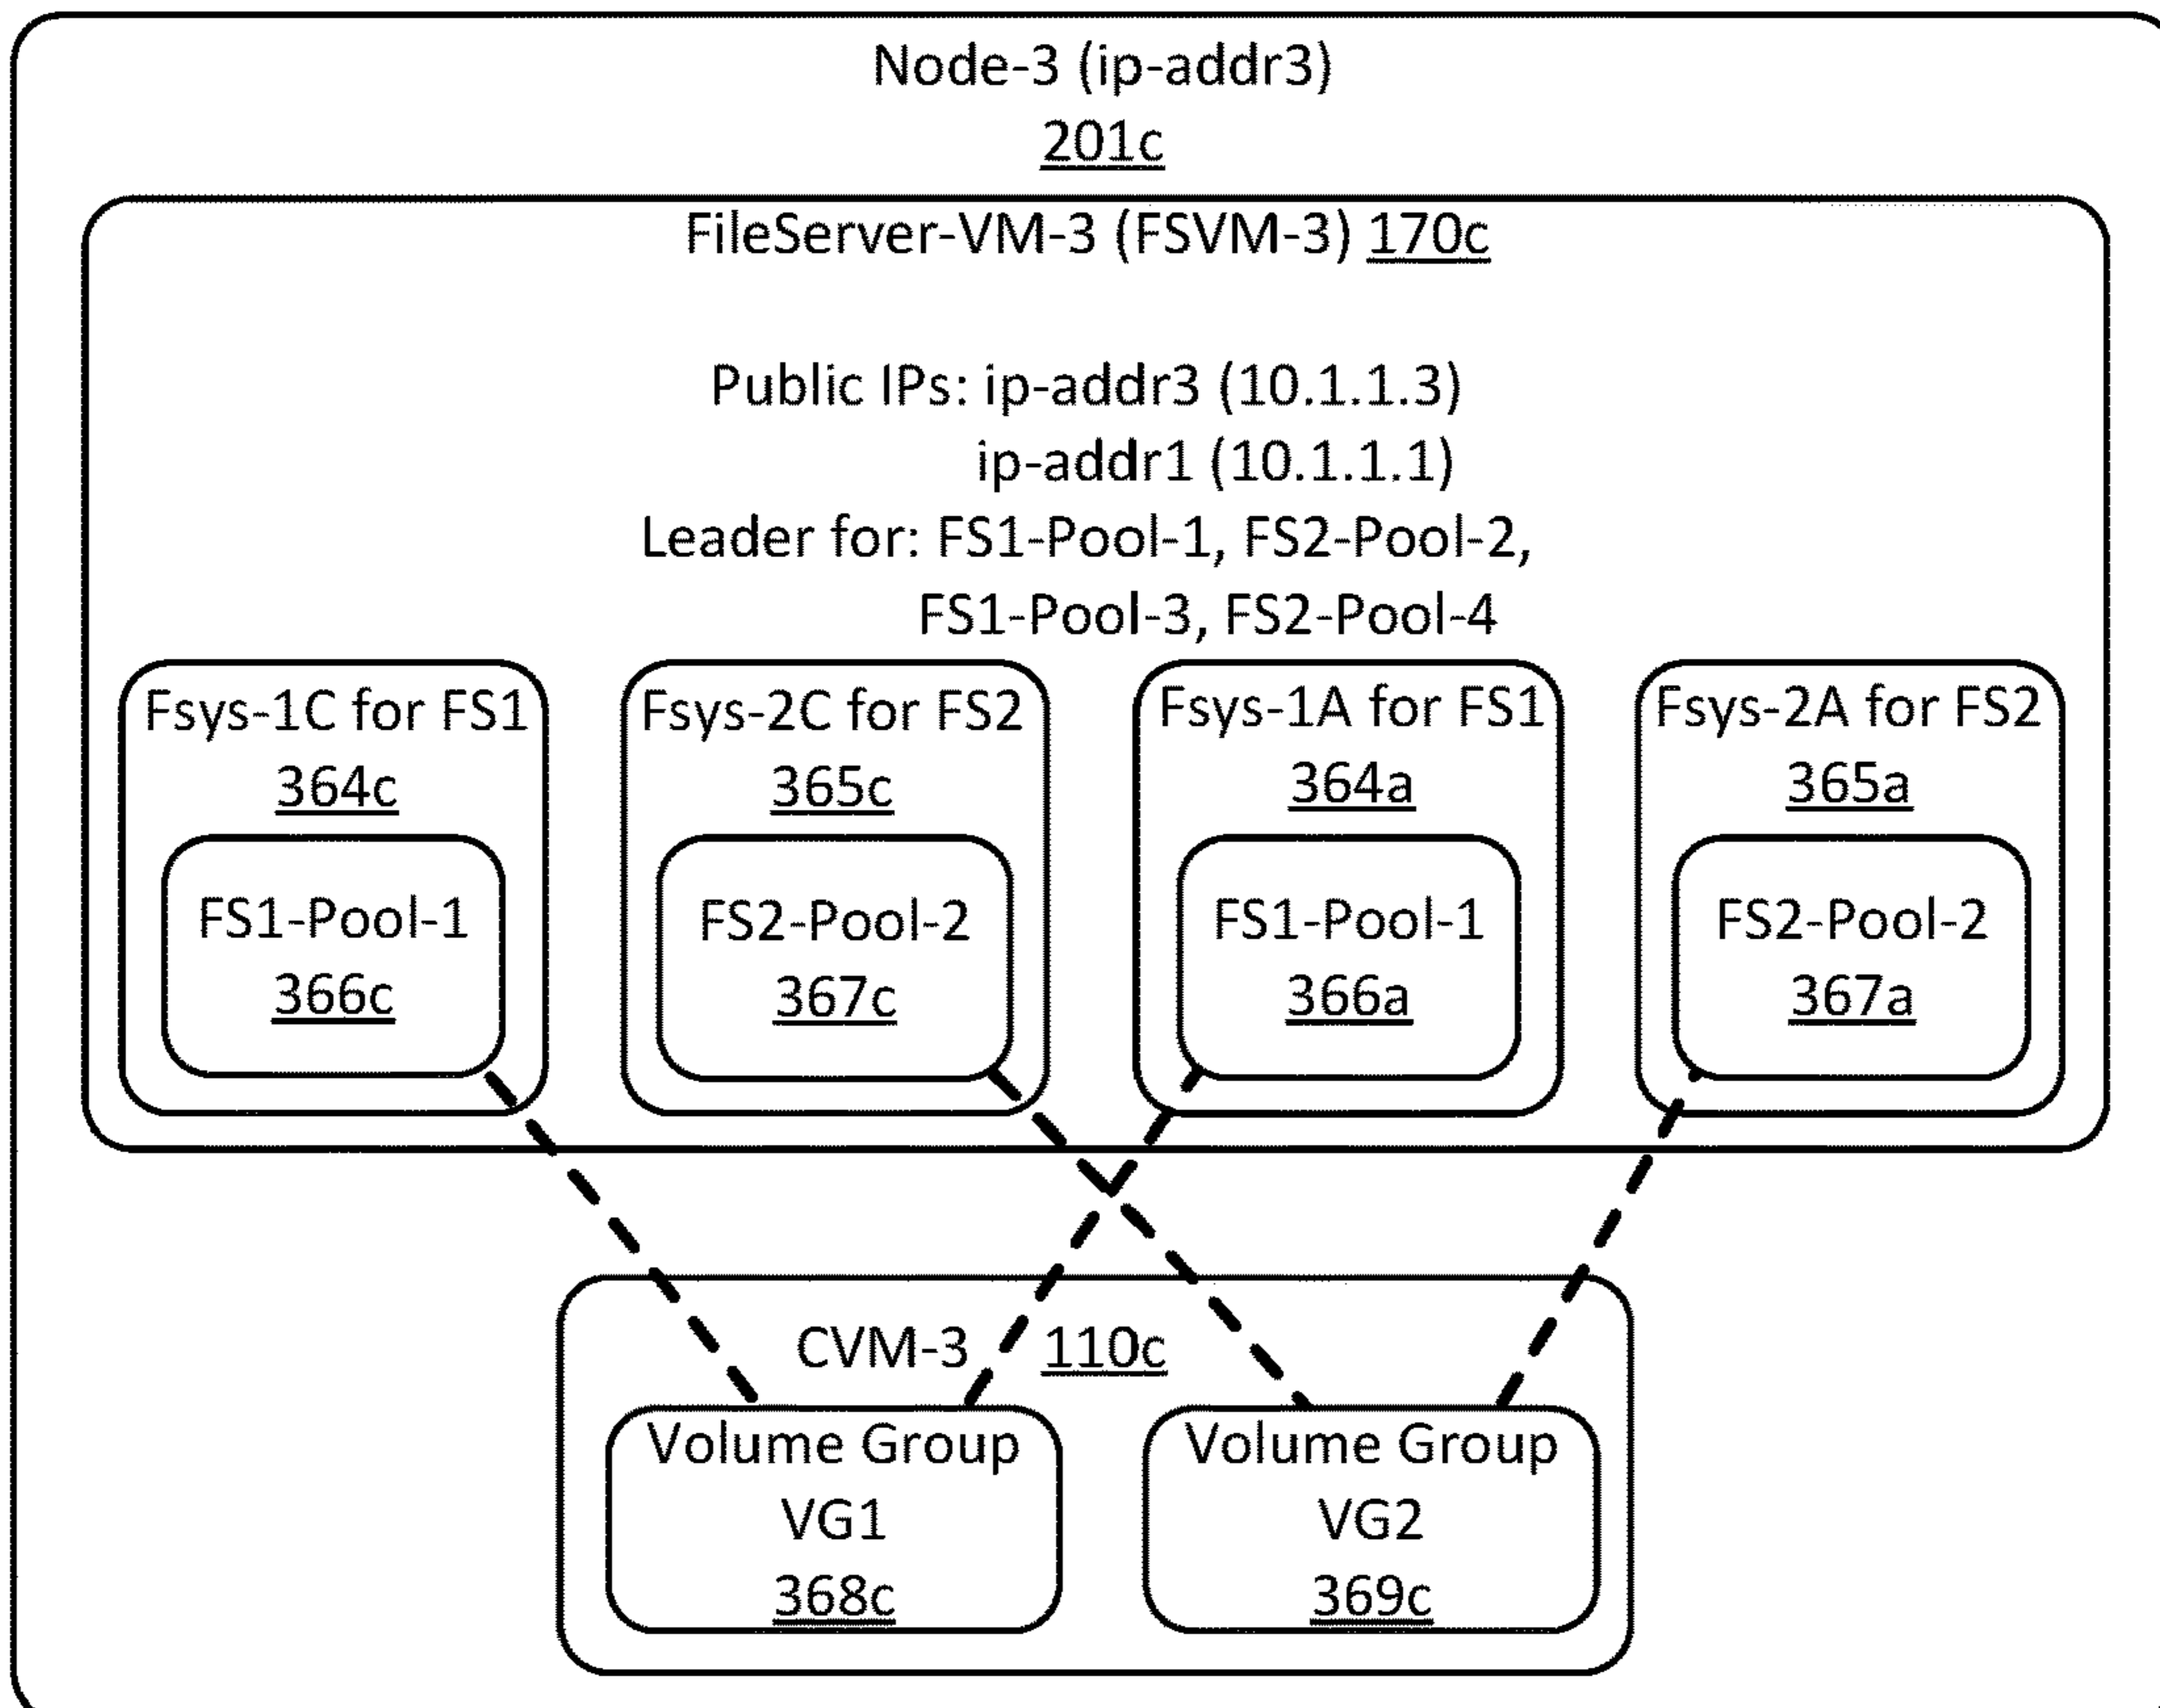 Node-3 (ip-addr3)
201c
FileServer-VM-3 (FSVM-3) 170c
Public IPs: ip-addr3 (10.1.1.3)
ip-addr1 (10.1.1.1)
Leader for: FS1-Pool-1, FS2-Pool-2,
FS1-Pool-3, FS2-Pool-4
Fsys-1C for FS1
364c
FS1-Pool-1
366c
Fsys-2C for FS2
365c
FS2-Pool-2
367c
Fsys-1A for FS1
364a
FS1-Pool-1
366a
Fsys-2A for FS2
365a
FS2-Pool-2
367a
CVM-3 110c
Volume Group
VG1
368c
Volume Group
VG2
369c